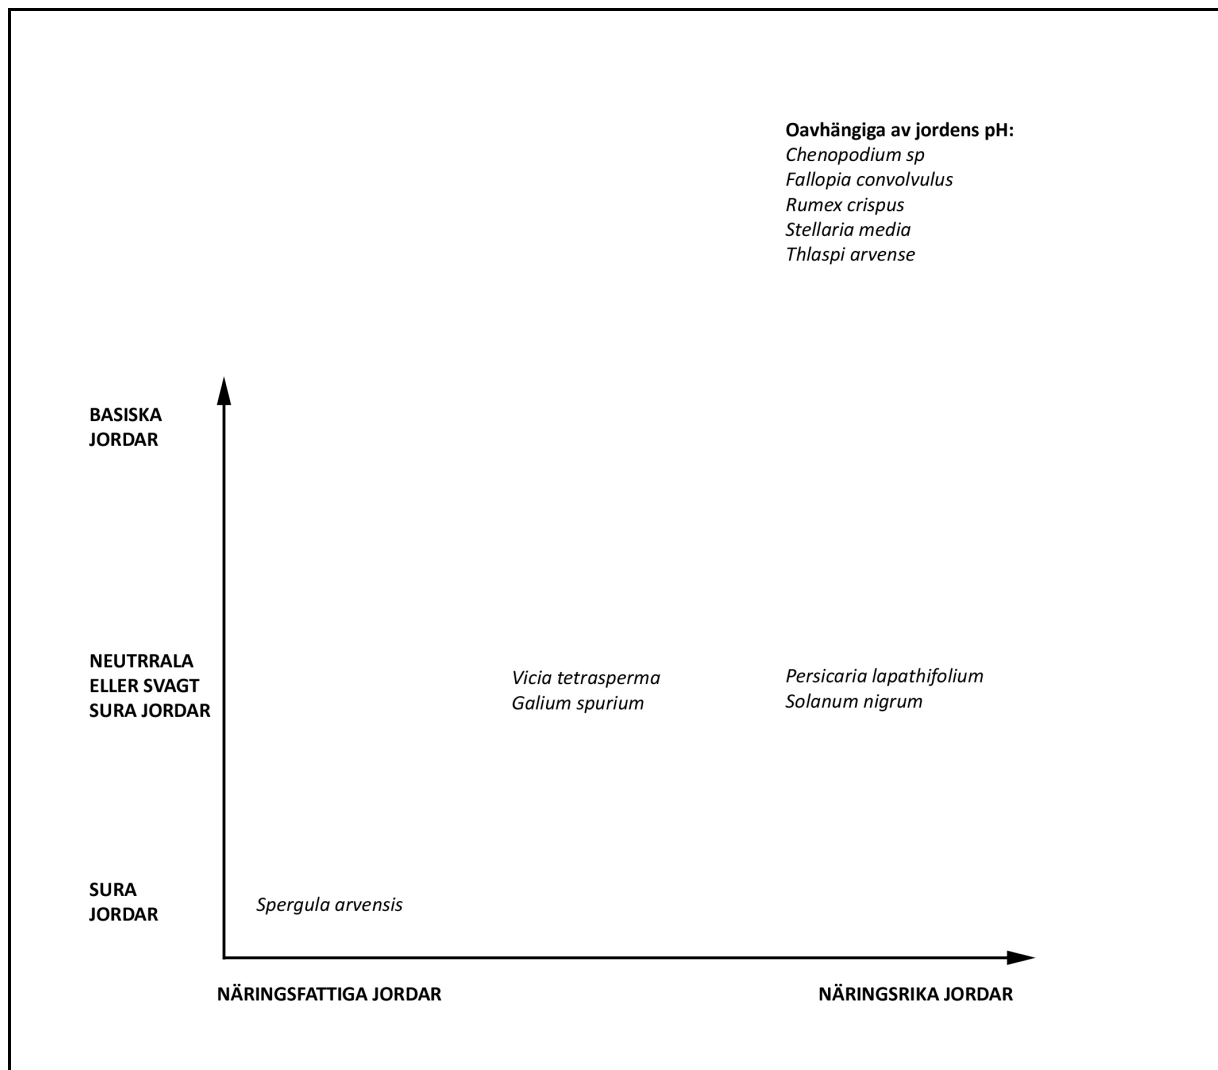 Oavhängiga av jordens pH:
Chenopodium sp
Fallopia convolvulus
Rumex crispus
Stellaria media
Thlaspi arvense
BASISKA
JORDAR
NEUTRRALA
ELLER SVAGT
SURA JORDAR
Vicia tetrasperma
Galium spurium
Persicaria lapathifolium
Solanum nigrum
SURA
JORDAR
Spergula arvensis
NÄRINGSFATTIGA JORDAR
NÄRINGSRIKA JORDAR